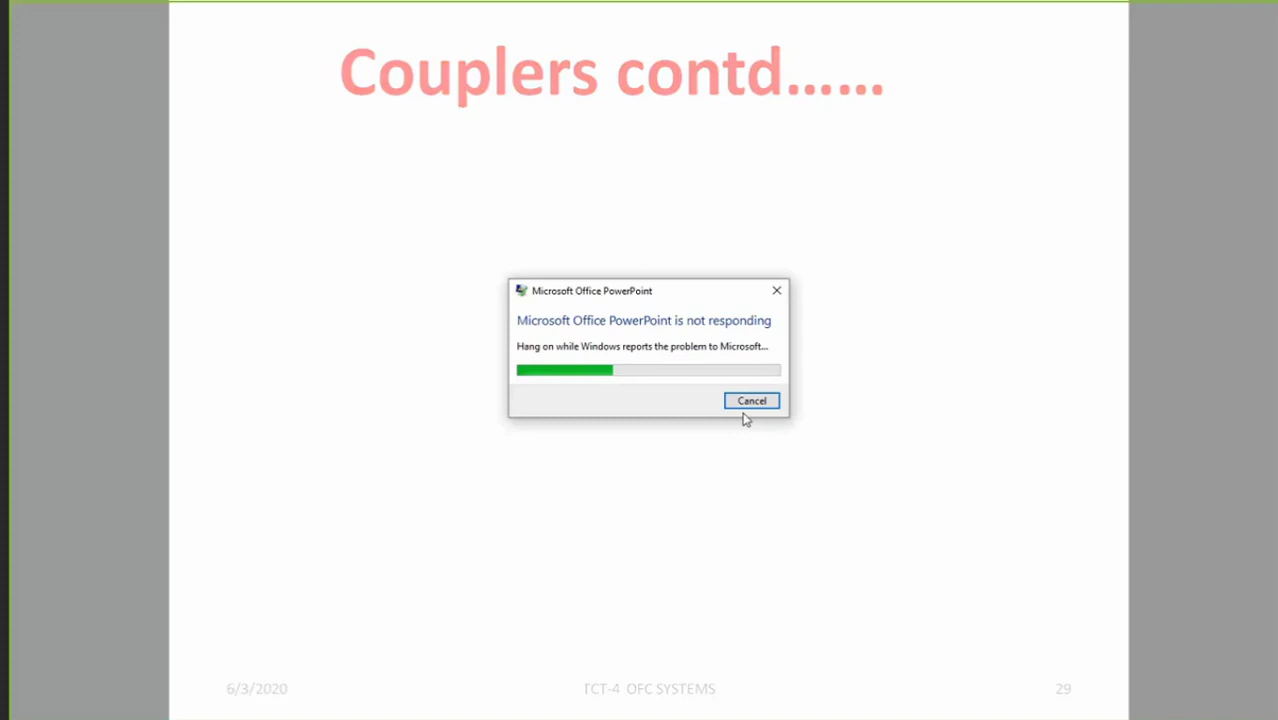 Couplers contd......
Microsoft Office PowerPoint
Microsoft Office PowerPoint is not responding
Hang on while Windows reports the problem to Microsoft...
Cancel
6/3/2020
TCT-4 OFC SYSTEMS
29